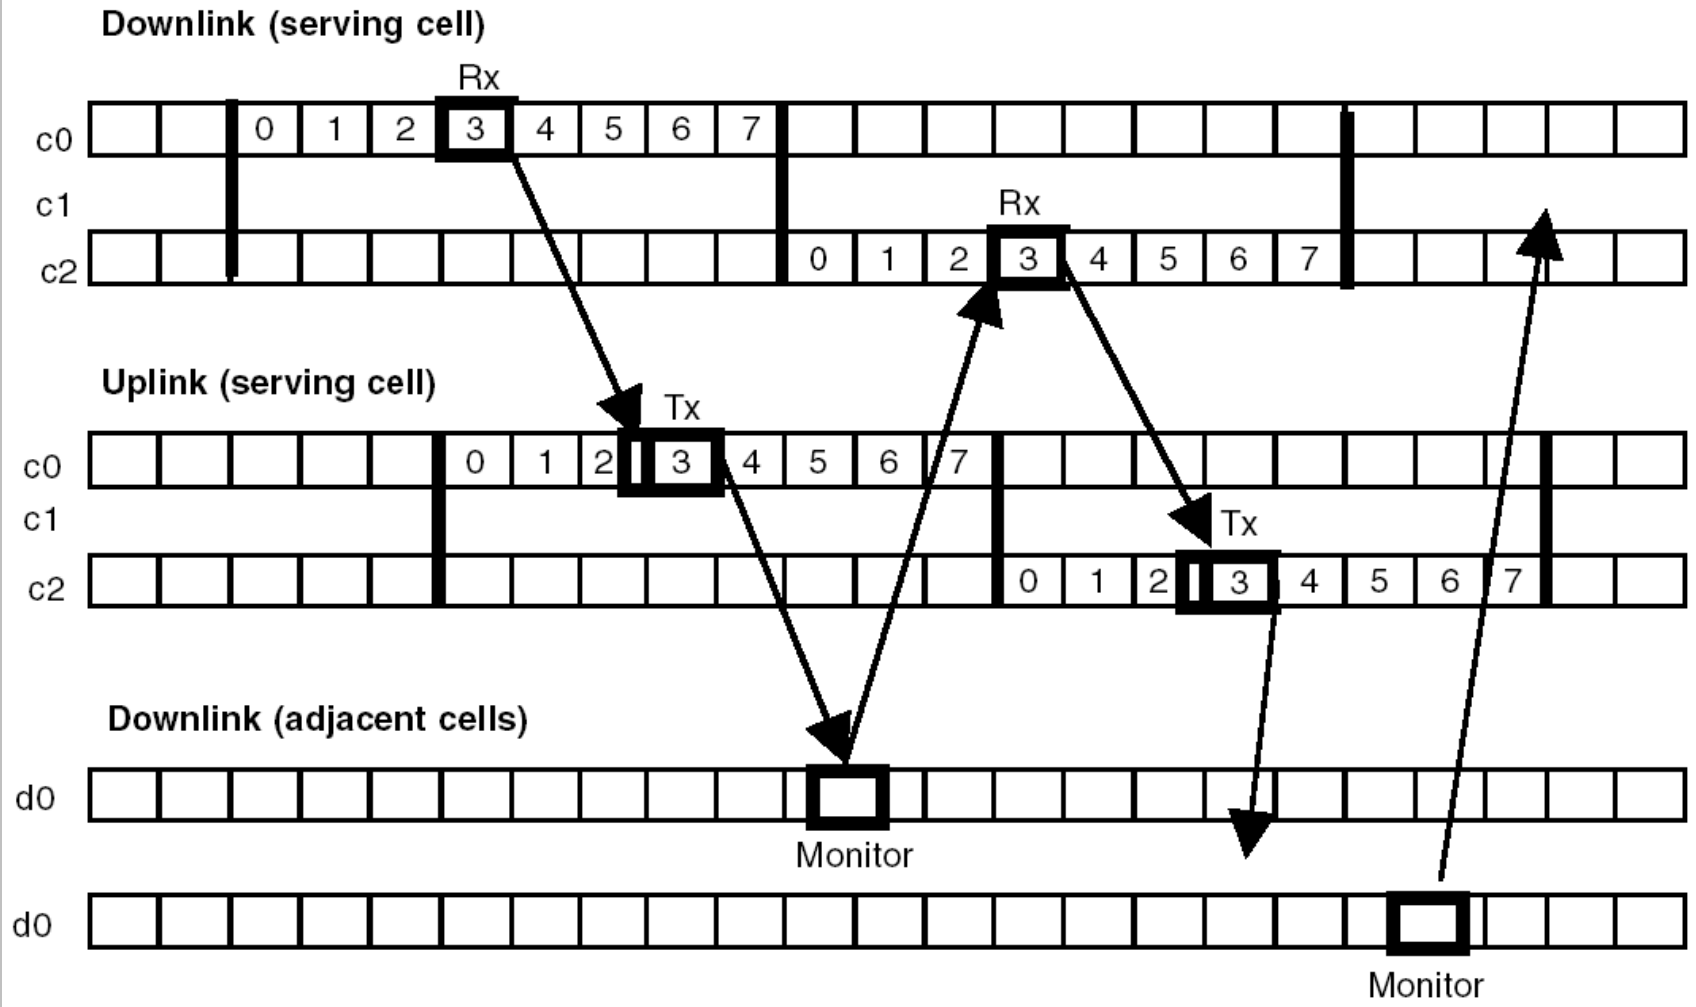 Downlink (serving cell)
Rx
c0 0 1 2 3 4 5 6 7
c1 Rx
c2 0 1 2 3 4 5 6 7
Uplink (serving cell)
Tx
c0 0 1 2 3 4 5 6 7
c1 Tx
c2 0 1 2 3 4 5 6 7
Downlink (adjacent cells)
d0
Monitor
d0
Monitor